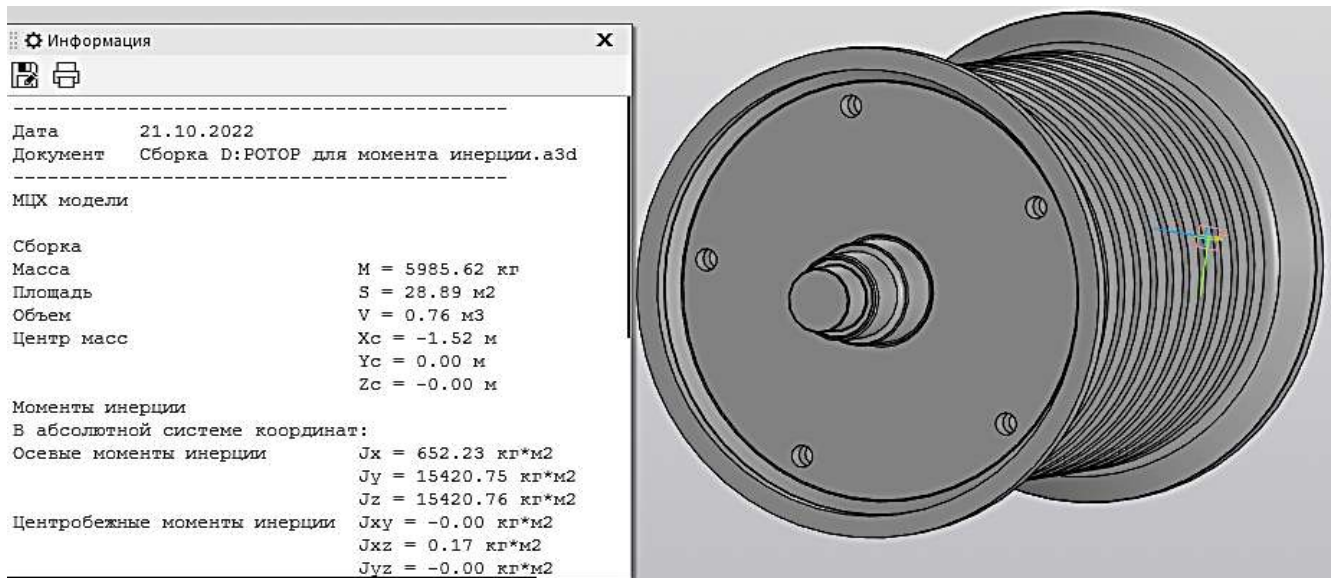 Информация X
------------------------------------------
Дата 21.10.2022
Документ Сборка D:РОТОР для момента инерции.a3d
------------------------------------------
МЦХ модели
Сборка
Масса M = 5985.62 кг
Площадь S = 28.89 м2
Объем V = 0.76 м3
Центр масс Xc = -1.52 м
Yc = 0.00 м
Zc = -0.00 м
Моменты инерции
В абсолютной системе координат:
Осевые моменты инерции Jx = 652.23 кг*м2
Jy = 15420.75 кг*м2
Jz = 15420.76 кг*м2
Центробежные моменты инерции Jxy = -0.00 кг*м2
Jxz = 0.17 кг*м2
Jyz = -0.00 кг*м2